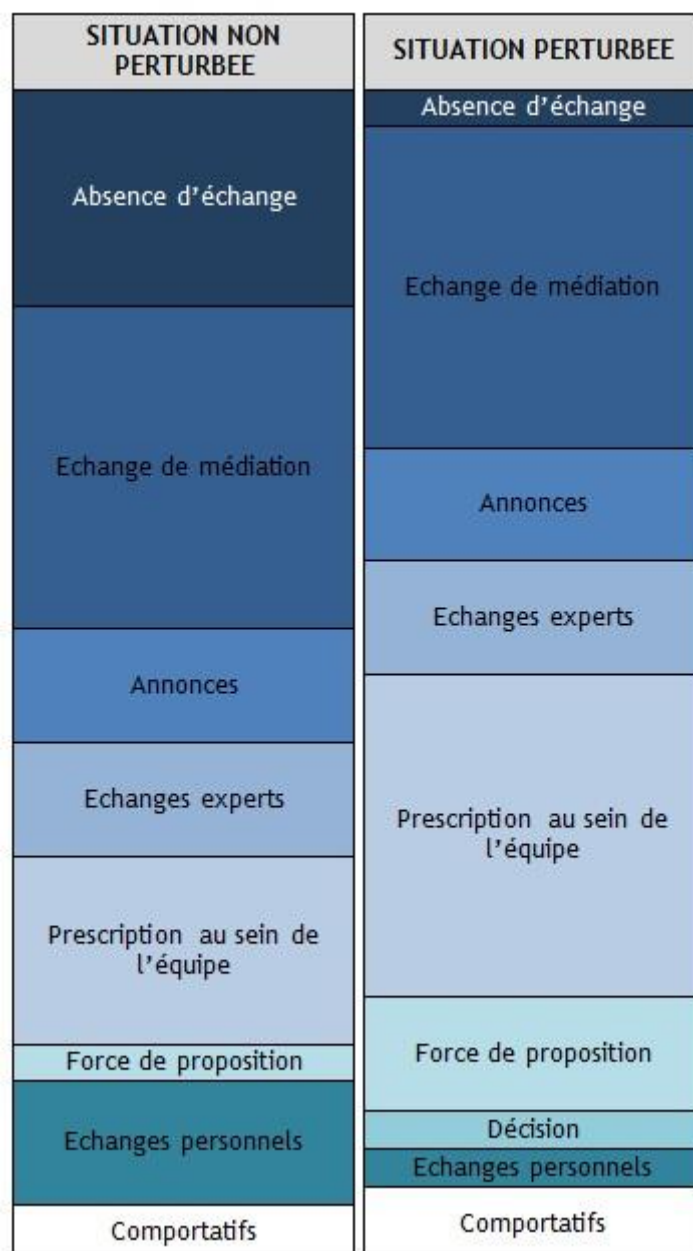 SITUATION NON
PERTURBEE
Absence d'échange
Echange de médiation
Annonces
Echanges experts
Prescription au sein de
l'équipe
Force de proposition
Echanges personnels
Comportatifs
SITUATION PERTURBEE
Absence d'échange
Echange de médiation
Annonces
Echanges experts
Prescription au sein de
l'équipe
Force de proposition
Décision
Echanges personnels
Comportatifs